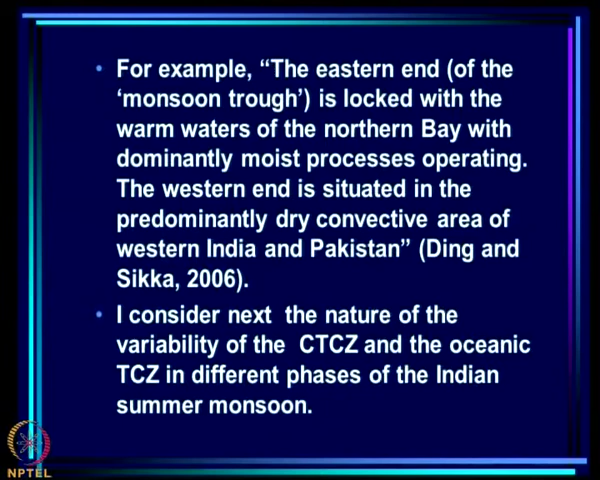 • For example, “The eastern end (of the
‘monsoon trough’) is locked with the
warm waters of the northern Bay with
dominantly moist processes operating.
The western end is situated in the
predominantly dry convective area of
western India and Pakistan” (Ding and
Sikka, 2006).
• I consider next the nature of the
variability of the CTCZ and the oceanic
TCZ in different phases of the Indian
summer monsoon.
NPTEL